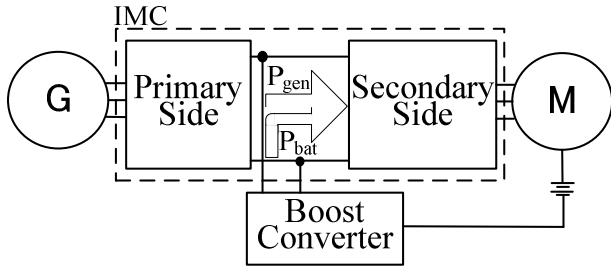 IMC
G
Primary
Side
P_gen
P_bat
Secondary
Side
M
Boost
Converter